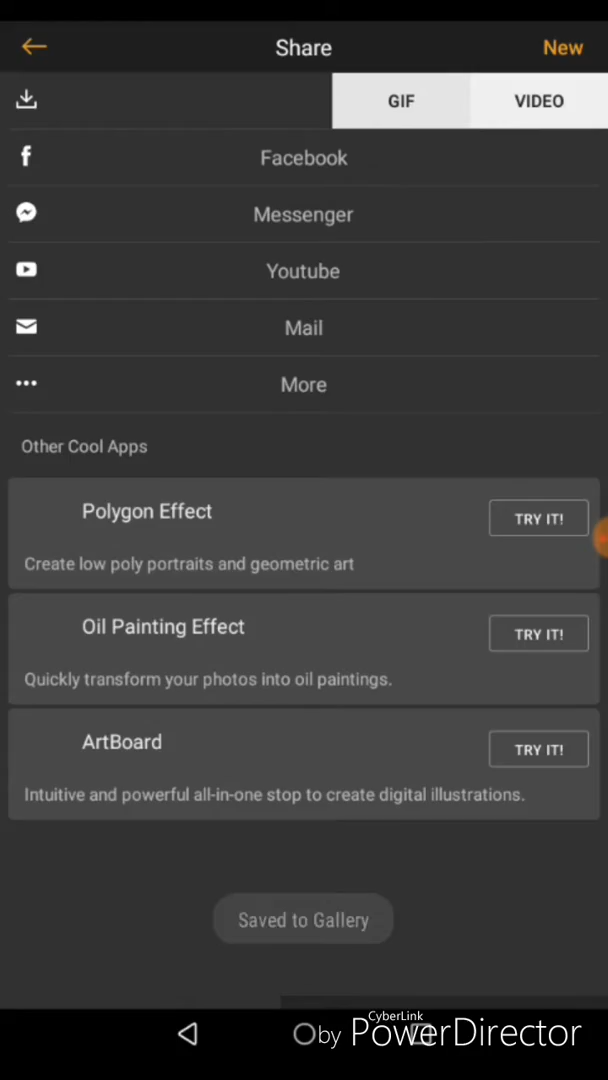 Share
New
GIF
VIDEO
Facebook
Messenger
Youtube
Mail
More
Other Cool Apps
Polygon Effect
TRY IT!
Create low poly portraits and geometric art
Oil Painting Effect
TRY IT!
Quickly transform your photos into oil paintings.
ArtBoard
TRY IT!
Intuitive and powerful all-in-one stop to create digital illustrations.
Saved to Gallery
CyberLink
by PowerDirector